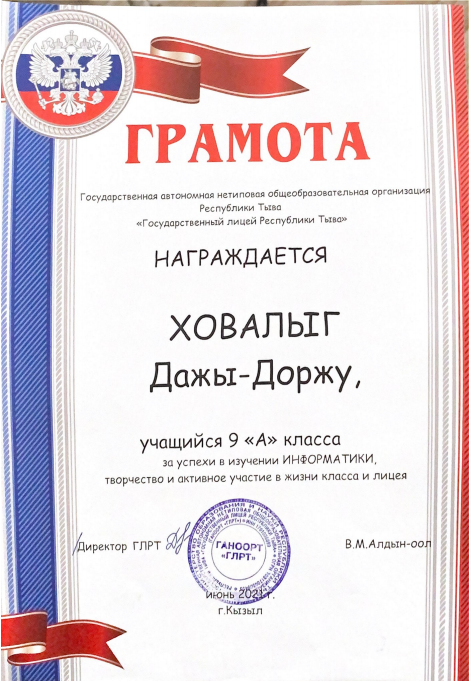 ГРАМОТА
Государственная автономная нетиповая общеобразовательная организация
Республики Тыва
«Государственный лицей Республики Тыва»
НАГРАЖДАЕТСЯ
ХОВАЛЫГ
Дажы-Доржу,
учащийся 9 «А» класса
за успехи в изучении ИНФОРМАТИКИ,
творчество и активное участие в жизни класса и лицея
Директор ГЛРТ
В.М.Алдын-оол
ГАНООРТ
«ГЛРТ»
июнь 2021 г.
г.Кызыл